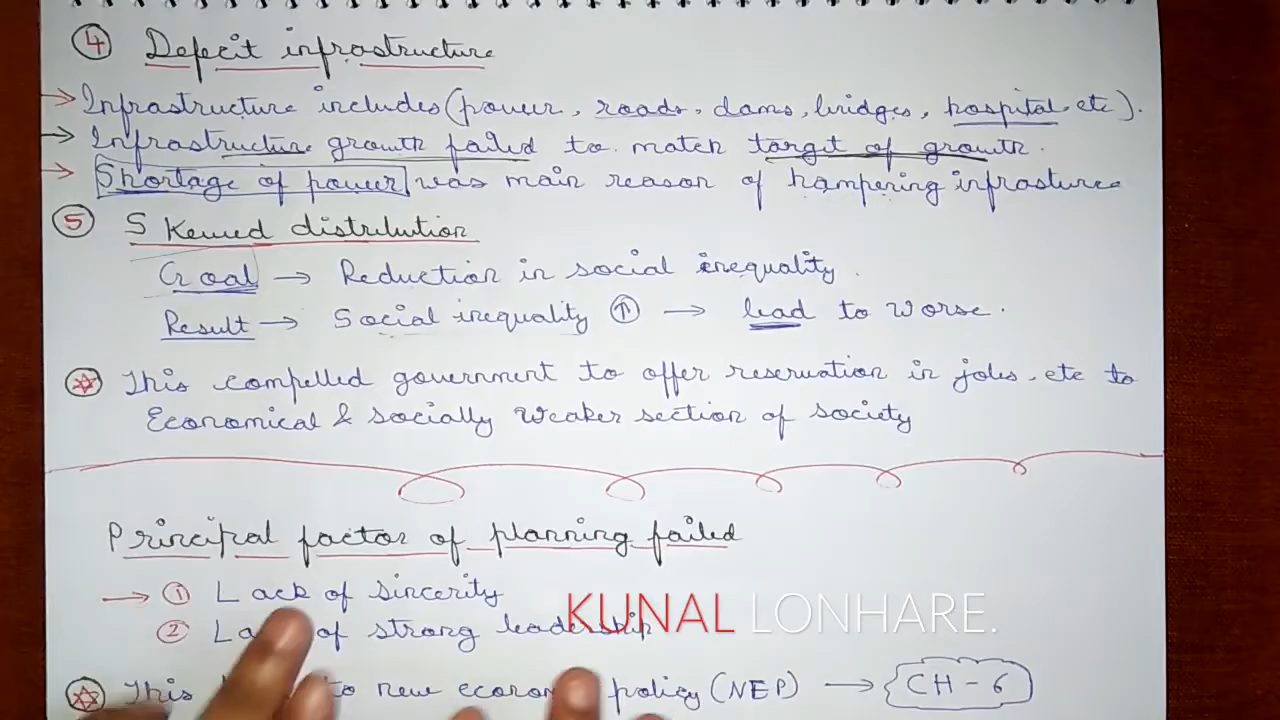 ④ Deficit infrastructure
→ Infrastructure includes (power, roads, dams, bridges, hospital, etc).
→ Infrastructure growth failed to match target of growth.
→ Shortage of power was main reason of hampering infrasture
⑤ Skewed distribution
Goal → Reduction in social inequality.
Result → Social inequality ↑ → lead to worse.
This compelled government to offer reservation in jobs, etc to
Economical & socially weaker section of society
Principal factor of planning failed
→ ① Lack of sincerity
② of strong leadership
KUNAL LONHARE.
This to new policy (NEP) → CH-6